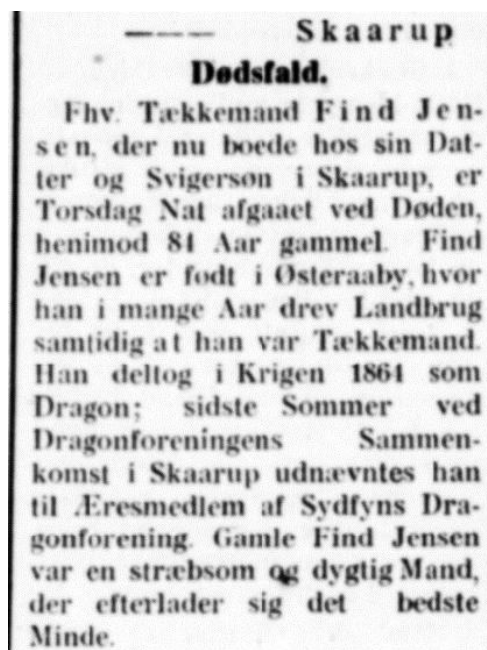 ——— Skaarup
Dødsfald.
Fhv. Tækkemand Find Jen-
sen, der nu boede hos sin Dat-
ter og Svigersøn i Skaarup, er
Torsdag Nat afgaaet ved Døden,
henimod 84 Aar gammel. Find
Jensen er født i Østeraaby, hvor
han i mange Aar drev Landbrug
samtidig at han var Tækkemand.
Han deltog i Krigen 1864 som
Dragon; sidste Sommer ved
Dragonforeningens Sammen-
komst i Skaarup udnævntes han
til Æresmedlem af Sydfyns Dra-
gonforening. Gamle Find Jensen
var en stræbsom og dygtig Mand,
der efterlader sig det bedste
Minde.